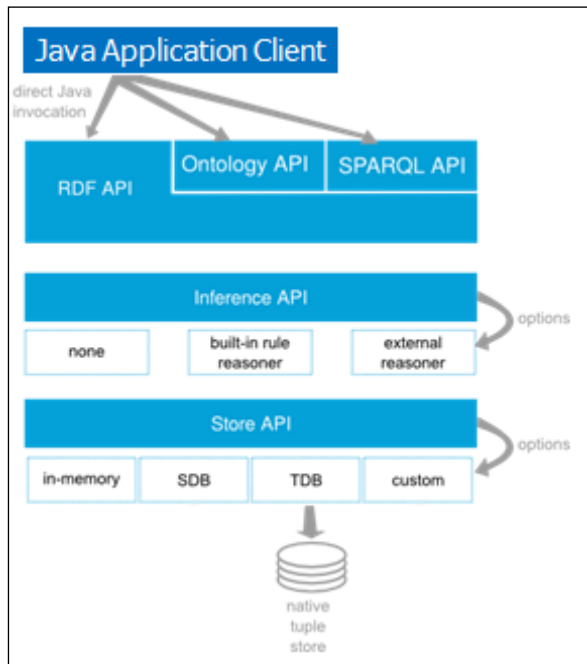 Java Application Client
direct Java
invocation
RDF API
Ontology API
SPARQL API
Inference API
options
none
built-in rule
reasoner
external
reasoner
Store API
options
in-memory
SDB
TDB
custom
native
tuple
store